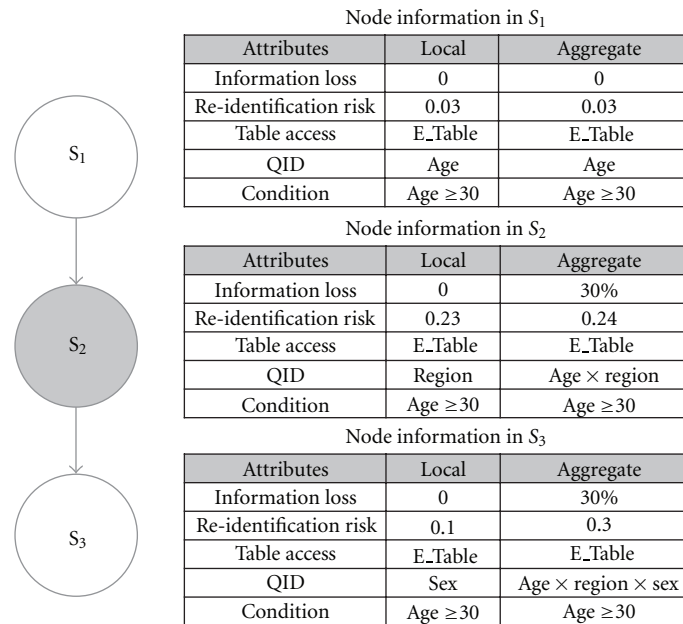 Node information in S1
Attributes Local Aggregate
Information loss 0 0
Re-identification risk 0.03 0.03
Table access E_Table E_Table
QID Age Age
Condition Age ≥30 Age ≥30
S1
Node information in S2
Attributes Local Aggregate
Information loss 0 30%
Re-identification risk 0.23 0.24
Table access E_Table E_Table
QID Region Age × region
Condition Age ≥30 Age ≥30
S2
Node information in S3
Attributes Local Aggregate
Information loss 0 30%
Re-identification risk 0.1 0.3
Table access E_Table E_Table
QID Sex Age × region × sex
Condition Age ≥30 Age ≥30
S3